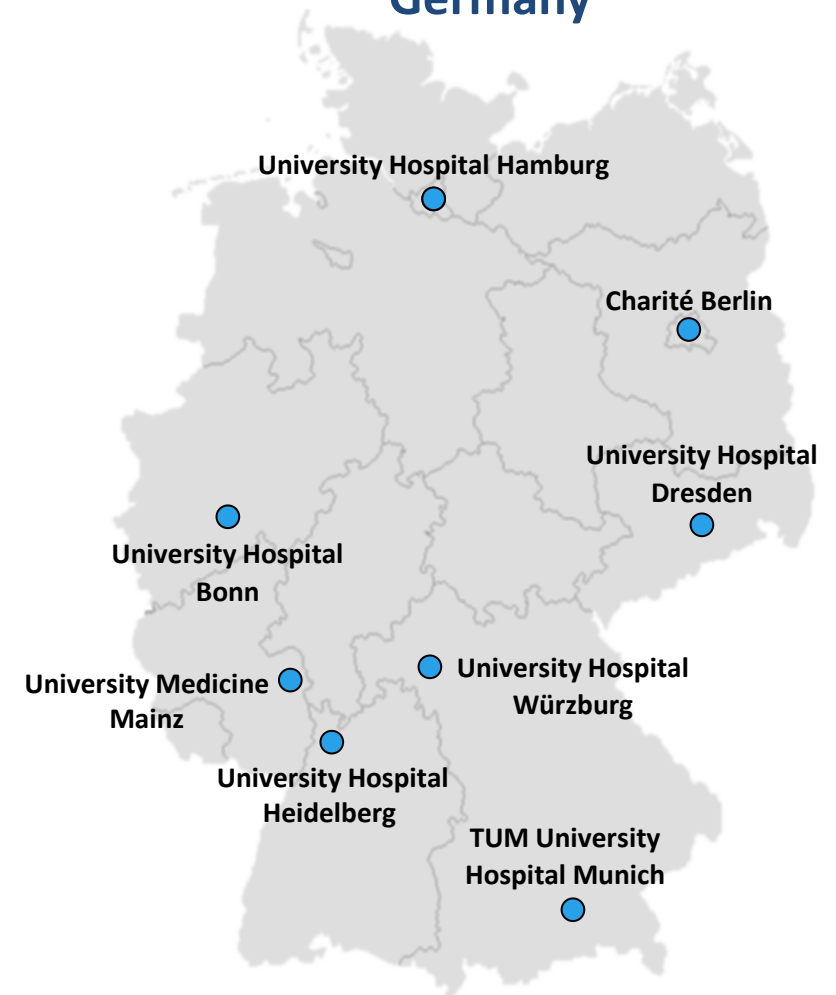 Germany
University Hospital Hamburg
Charité Berlin
University Hospital
Dresden
University Hospital
Bonn
University Medicine
Mainz
University Hospital
Würzburg
University Hospital
Heidelberg
TUM University
Hospital Munich